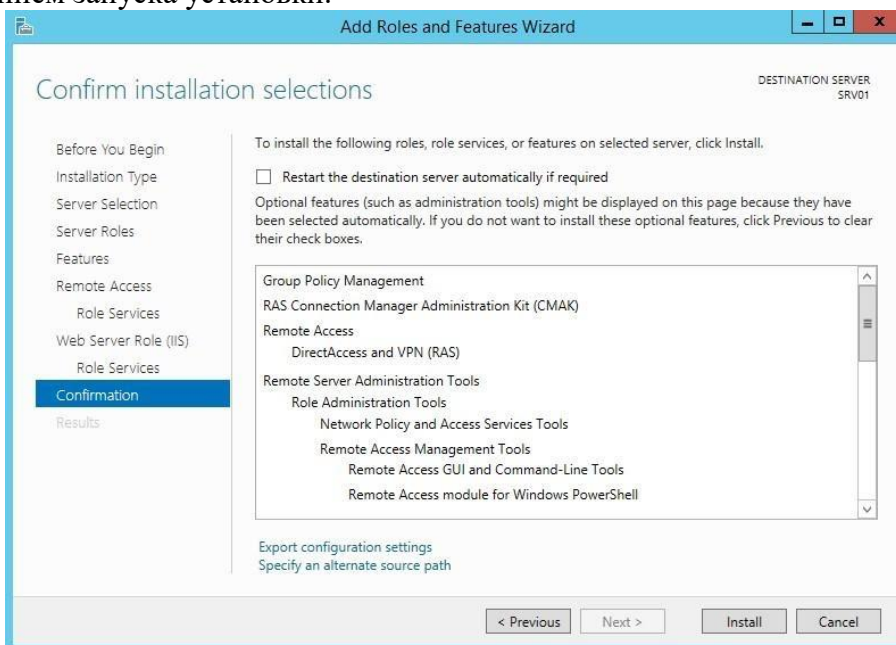 запуска установки.
Add Roles and Features Wizard
Confirm installation selections
DESTINATION SERVER
SRV01
Before You Begin
Installation Type
Server Selection
Server Roles
Features
Remote Access
Role Services
Web Server Role (IIS)
Role Services
Confirmation
Results
To install the following roles, role services, or features on selected server, click Install.
Restart the destination server automatically if required
Optional features (such as administration tools) might be displayed on this page because they have
been selected automatically. If you do not want to install these optional features, click Previous to clear
their check boxes.
Group Policy Management
RAS Connection Manager Administration Kit (CMAK)
Remote Access
DirectAccess and VPN (RAS)
Remote Server Administration Tools
Role Administration Tools
Network Policy and Access Services Tools
Remote Access Management Tools
Remote Access GUI and Command-Line Tools
Remote Access module for Windows PowerShell
Export configuration settings
Specify an alternate source path
< Previous
Next >
Install
Cancel